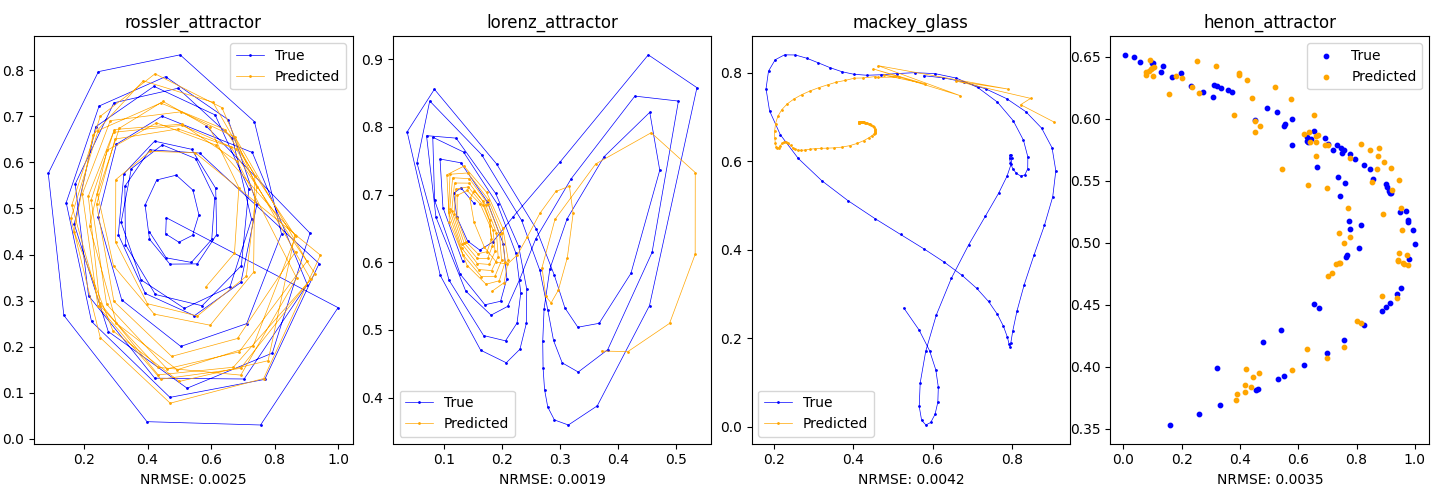 rossler_attractor
True
Predicted
0.8
0.7
0.6
0.5
0.4
0.3
0.2
0.1
0.0
0.2 0.4 0.6 0.8 1.0
NRMSE: 0.0025
lorenz_attractor
0.9
0.8
0.7
0.6
0.5
0.4
True
Predicted
0.1 0.2 0.3 0.4 0.5
NRMSE: 0.0019
mackey_glass
0.8
0.6
0.4
0.2
0.0
True
Predicted
0.2 0.4 0.6 0.8
NRMSE: 0.0042
henon_attractor
True
Predicted
0.65
0.60
0.55
0.50
0.45
0.40
0.35
0.0 0.2 0.4 0.6 0.8 1.0
NRMSE: 0.0035